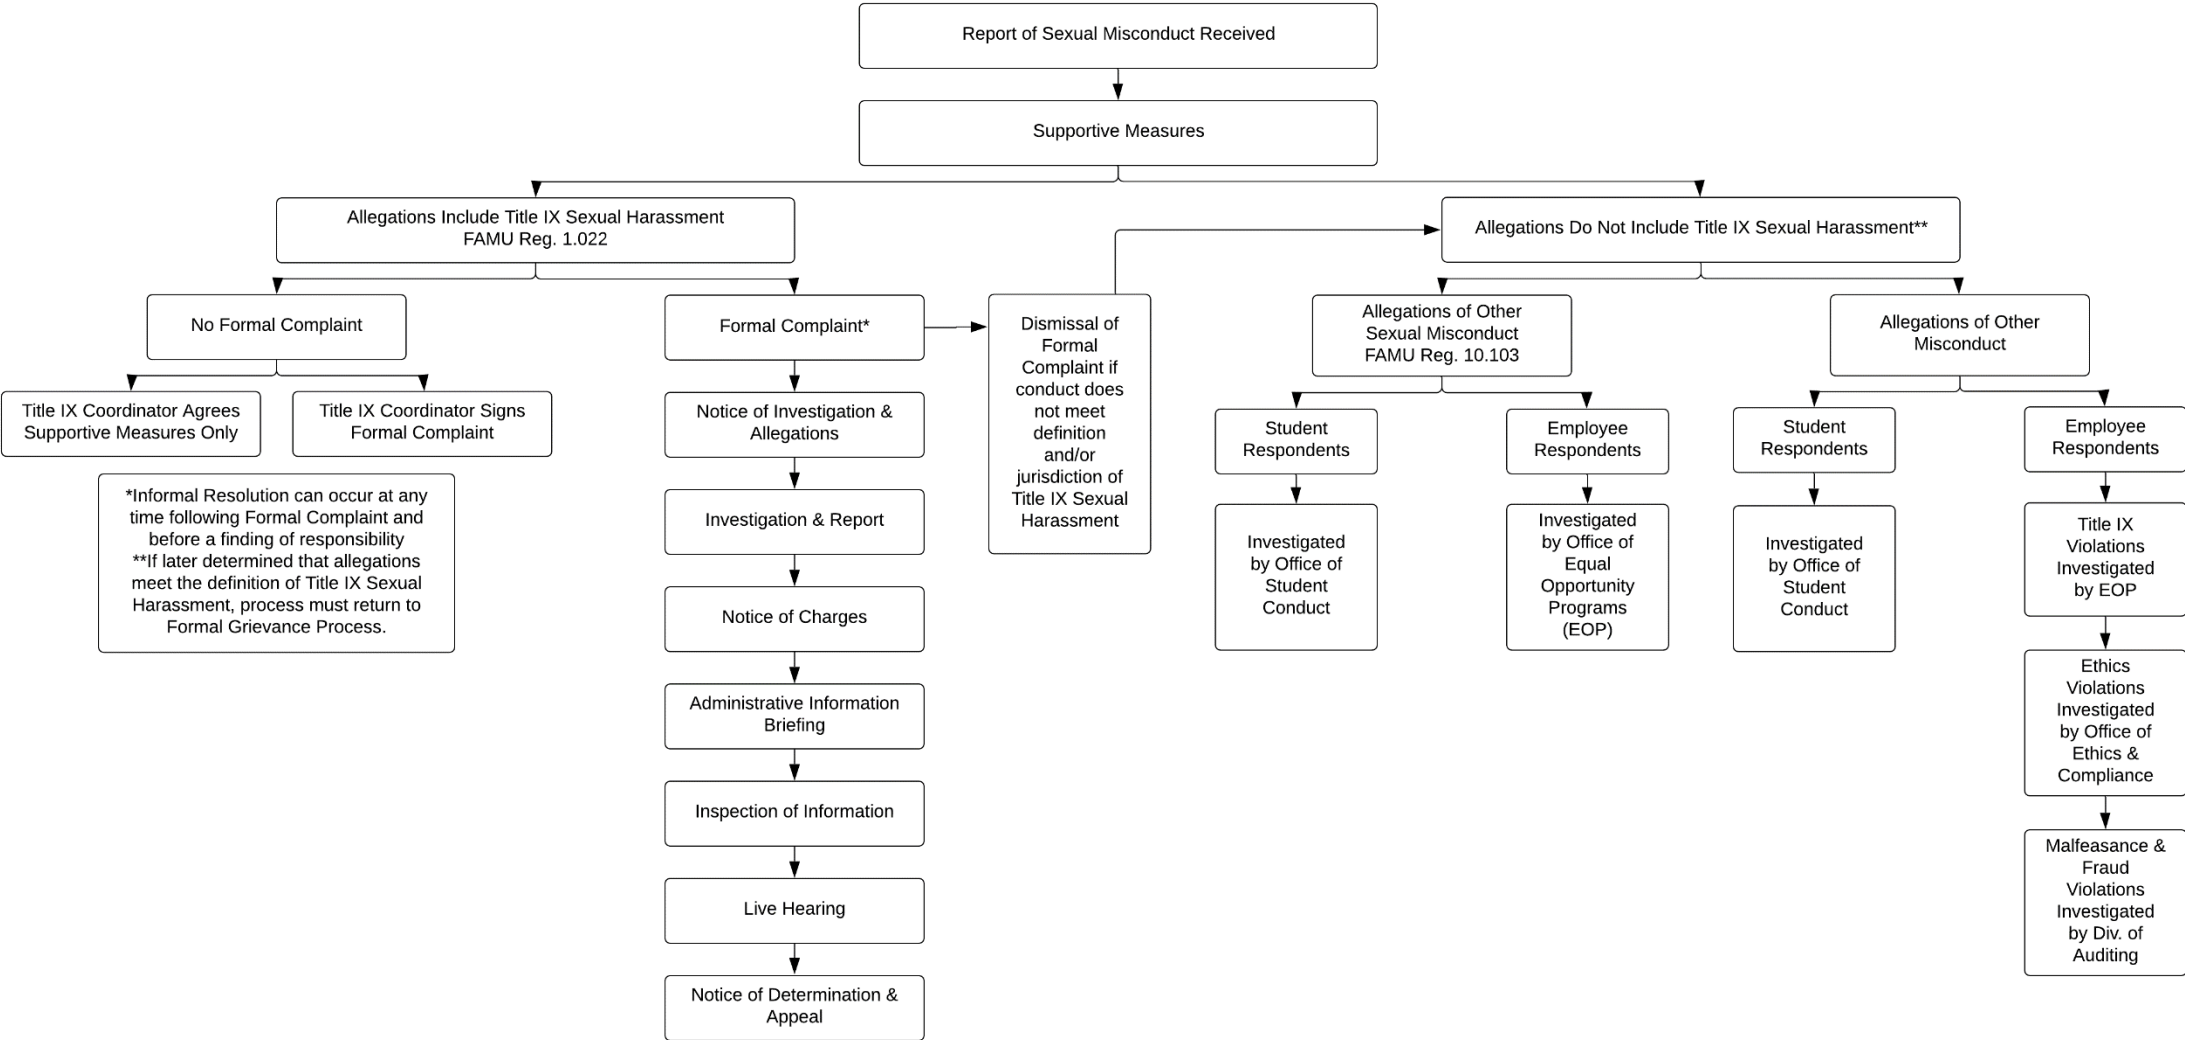 Report of Sexual Misconduct Received
Supportive Measures
Allegations Include Title IX Sexual Harassment
FAMU Reg. 1.022
Allegations Do Not Include Title IX Sexual Harassment**
No Formal Complaint
Formal Complaint*
Dismissal of
Formal
Complaint if
conduct does
not meet
definition
and/or
jurisdiction of
Title IX Sexual
Harassment
Allegations of Other
Sexual Misconduct
FAMU Reg. 10.103
Allegations of Other
Misconduct
Title IX Coordinator Agrees
Supportive Measures Only
Title IX Coordinator Signs
Formal Complaint
*Informal Resolution can occur at any
time following Formal Complaint and
before a finding of responsibility
**If later determined that allegations
meet the definition of Title IX Sexual
Harassment, process must return to
Formal Grievance Process.
Notice of Investigation &
Allegations
Investigation & Report
Notice of Charges
Administrative Information
Briefing
Inspection of Information
Live Hearing
Notice of Determination &
Appeal
Student
Respondents
Investigated
by Office of
Student
Conduct
Employee
Respondents
Investigated
by Office of
Equal
Opportunity
Programs
(EOP)
Student
Respondents
Investigated
by Office of
Student
Conduct
Employee
Respondents
Title IX
Violations
Investigated
by EOP
Ethics
Violations
Investigated
by Office of
Ethics &
Compliance
Malfeasance &
Fraud
Violations
Investigated
by Div. of
Auditing